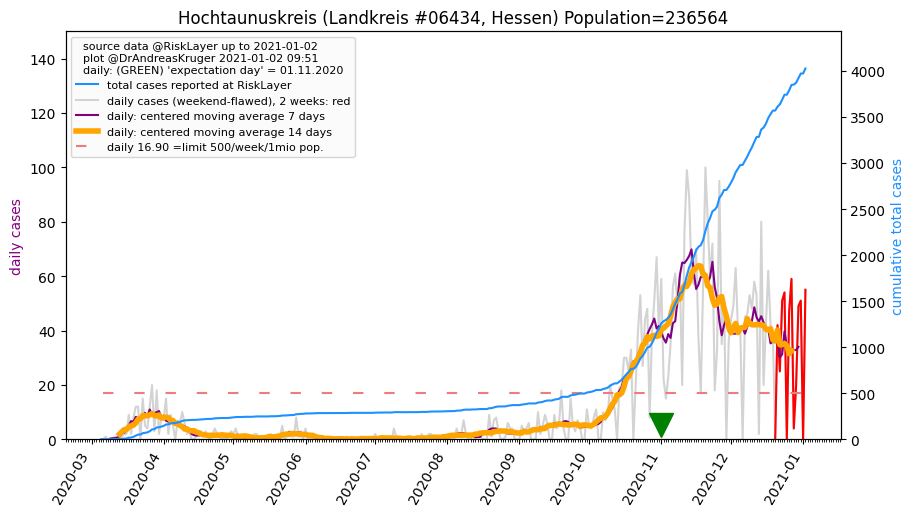 Hochtaunuskreis (Landkreis #06434, Hessen) Population=236564
source data @RiskLayer up to 2021-01-02
plot @DrAndreasKruger 2021-01-02 09:51
daily: (GREEN) 'expectation day' = 01.11.2020
total cases reported at RiskLayer
daily cases (weekend-flawed), 2 weeks: red
daily: centered moving average 7 days
daily: centered moving average 14 days
daily 16.90 =limit 500/week/1mio pop.
daily cases
140
120
100
80
60
40
20
0
cumulative total cases
4000
3500
3000
2500
2000
1500
1000
500
0
2020-03
2020-04
2020-05
2020-06
2020-07
2020-08
2020-09
2020-10
2020-11
2020-12
2021-01